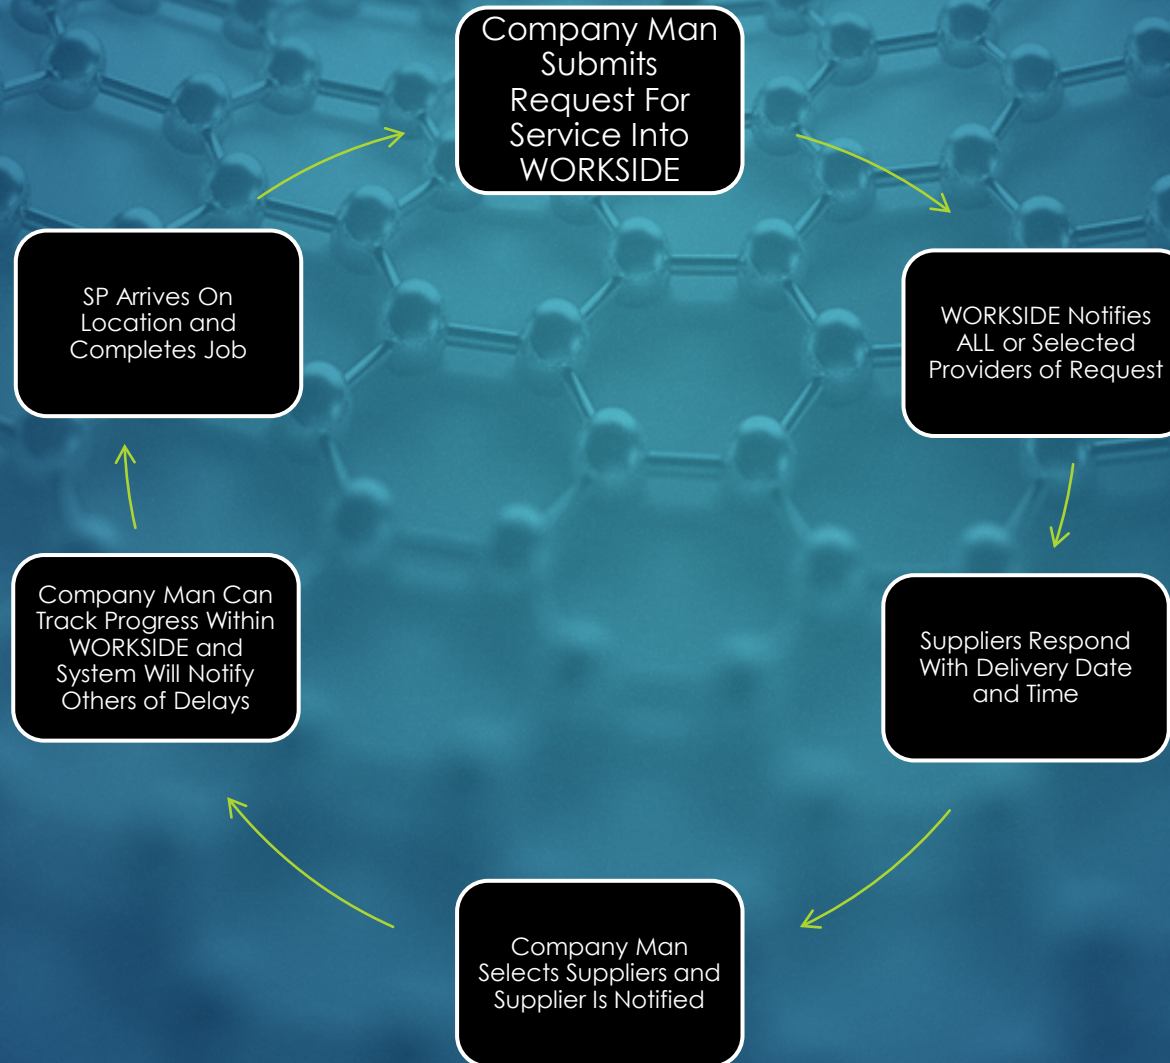 Company Man
Submits
Request For
Service Into
WORKSIDE
WORKSIDE Notifies
ALL or Selected
Providers of Request
Suppliers Respond
With Delivery Date
and Time
Company Man
Selects Suppliers and
Supplier Is Notified
Company Man Can
Track Progress Within
WORKSIDE and
System Will Notify
Others of Delays
SP Arrives On
Location and
Completes Job